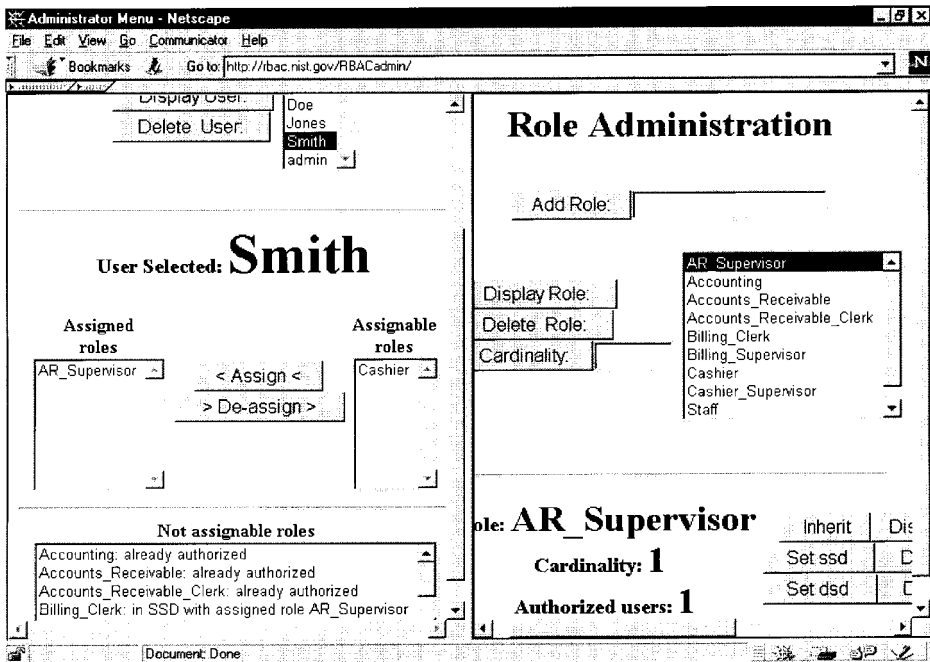 Administrator Menu - Netscape
File Edit View Go Communicator Help
Bookmarks Go to: http://rbac.nist.gov/RBACadmin/
N
Display User:
Delete User:
Doe
Jones
Smith
admin
User Selected: Smith
Assigned roles
AR_Supervisor
< Assign <
> De-assign >
Assignable roles
Cashier
Not assignable roles
Accounting: already authorized
Accounts_Receivable: already authorized
Accounts_Receivable_Clerk: already authorized
Billing_Clerk: in SSD with assigned role AR_Supervisor
Role Administration
Add Role:
Display Role:
Delete Role:
Cardinality:
AR_Supervisor
Accounting
Accounts_Receivable
Accounts_Receivable_Clerk
Billing_Clerk
Billing_Supervisor
Cashier
Cashier_Supervisor
Staff
ole: AR_Supervisor
Cardinality: 1
Authorized users: 1
Inherit Dis
Set ssd D
Set dsd D
Document: Done